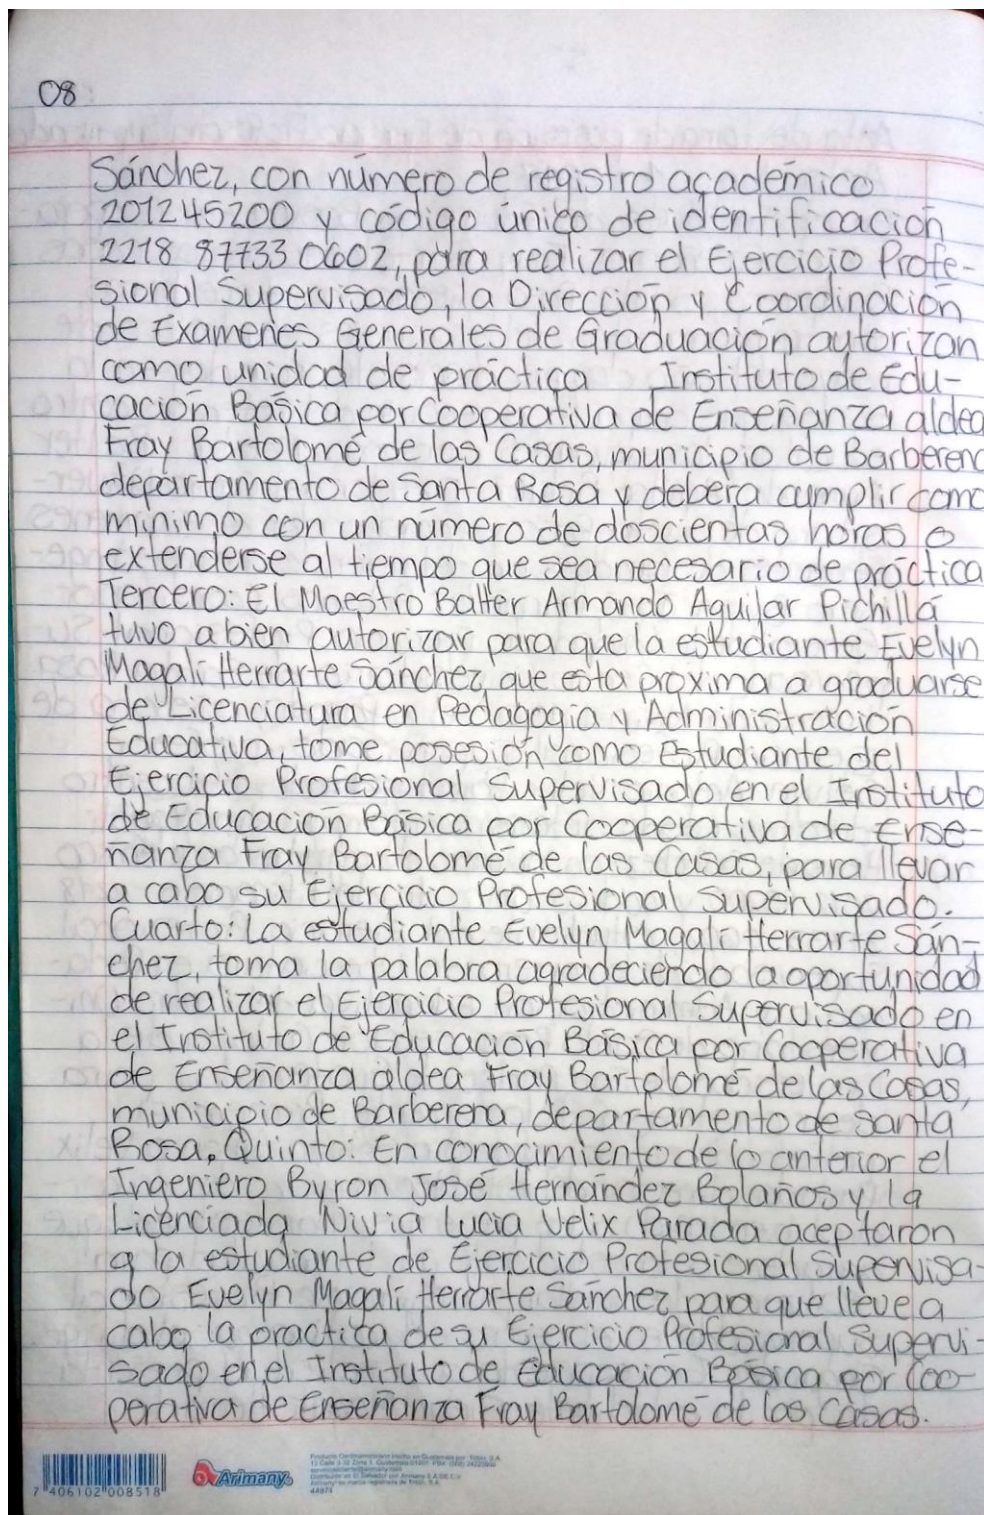 08
Sánchez, con número de registro académico
201245200 y código único de identificación
2218 87733 0602, para realizar el Ejercicio Profe-
sional Supervisado, la Dirección y Coordinación
de Examenes Generales de Graduación autorizan
como unidad de práctica Instituto de Edu-
cación Básica por Cooperativa de Enseñanza aldea
Fray Bartolomé de las Casas, municipio de Barberena
departamento de Santa Rosa y deberá cumplir como
mínimo con un número de doscientas horas o
extenderse al tiempo que sea necesario de práctica
Tercero: El Maestro Balter Armando Aguilar Pichillá
tuvo a bien autorizar para que la estudiante Evelyn
Magalí Herrarte Sánchez, que esta proxima a graduarse
de Licenciatura en Pedagogía y Administración
Educativa, tome posesión como Estudiante del
Ejercicio Profesional Supervisado en el Instituto
de Educación Básica por Cooperativa de Ense-
ñanza Fray Bartolomé de las Casas, para llevar
a cabo su Ejercicio Profesional Supervisado.
Cuarto: La estudiante Evelyn Magalí Herrarte Sán-
chez, toma la palabra agradeciendo la oportunidad
de realizar el Ejercicio Profesional Supervisado en
el Instituto de Educación Básica por Cooperativa
de Enseñanza aldea Fray Bartolomé de las Casas,
municipio de Barberena, departamento de Santa
Rosa. Quinto: En conocimiento de lo anterior el
Ingeniero Byron José Hernández Bolaños y la
Licenciada Nivia Lucia Velix Parada aceptaron
a la estudiante de Ejercicio Profesional Supervisa-
do Evelyn Magalí Herrarte Sánchez para que lleve a
cabo la practica de su Ejercicio Profesional Supervi-
sado en el Instituto de Educación Básica por Coo-
perativa de Enseñanza Fray Bartolomé de las Casas.
7 406102 008518
Arimany